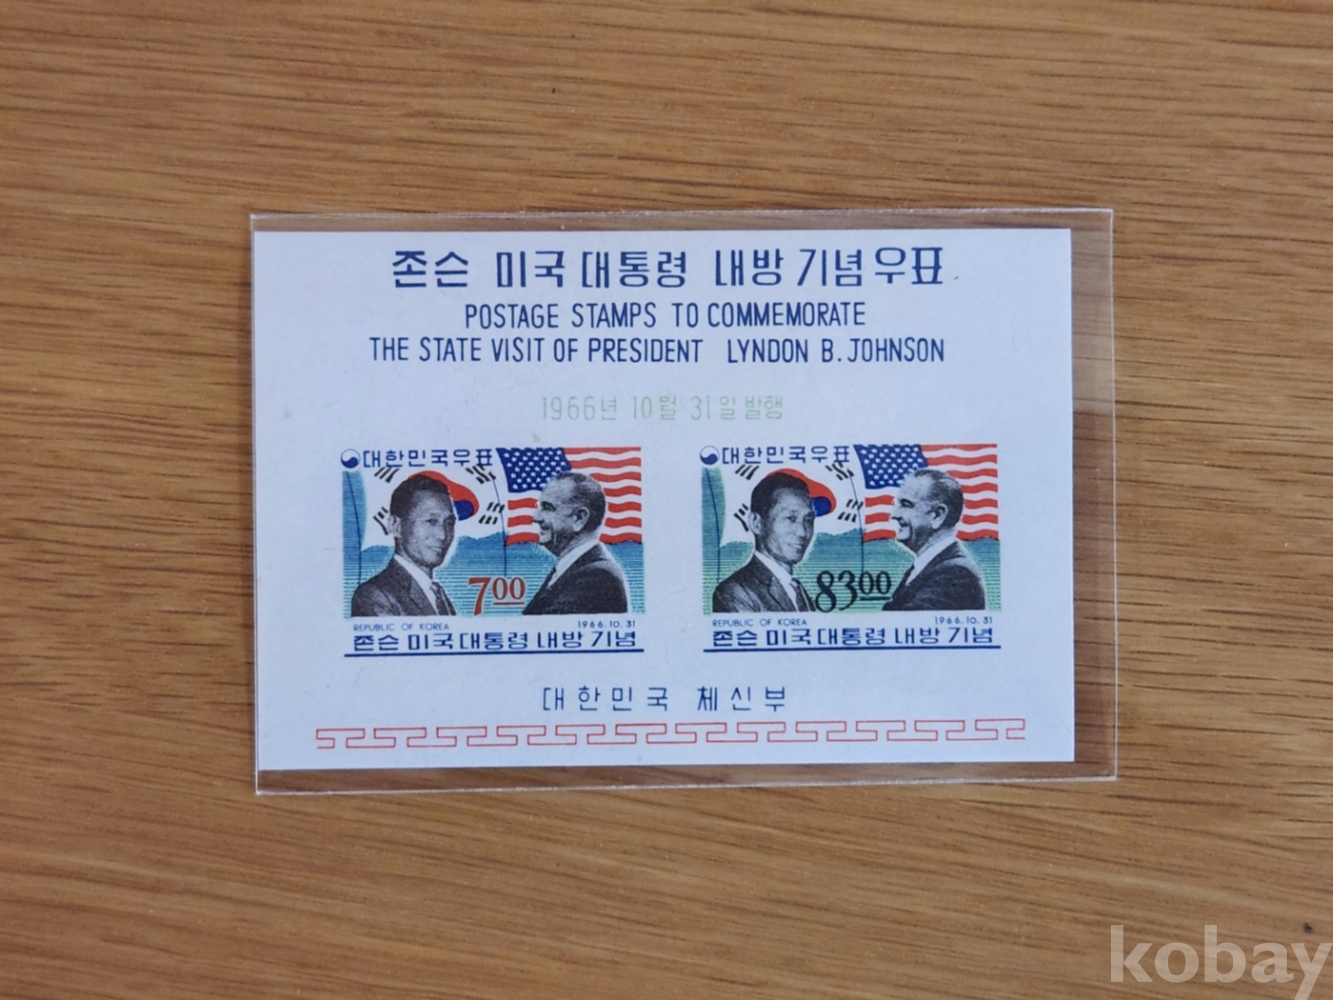 존슨 미국 대통령 내방 기념 우표
POSTAGE STAMPS TO COMMEMORATE
THE STATE VISIT OF PRESIDENT LYNDON B. JOHNSON
1966년 10월 31일 발행
대한민국우표
7.00
REPUBLIC OF KOREA 1966.10.31
존슨 미국 대통령 내방 기념
대한민국우표
83.00
REPUBLIC OF KOREA 1966.10.31
존슨 미국 대통령 내방 기념
대한민국 체신부
kobay